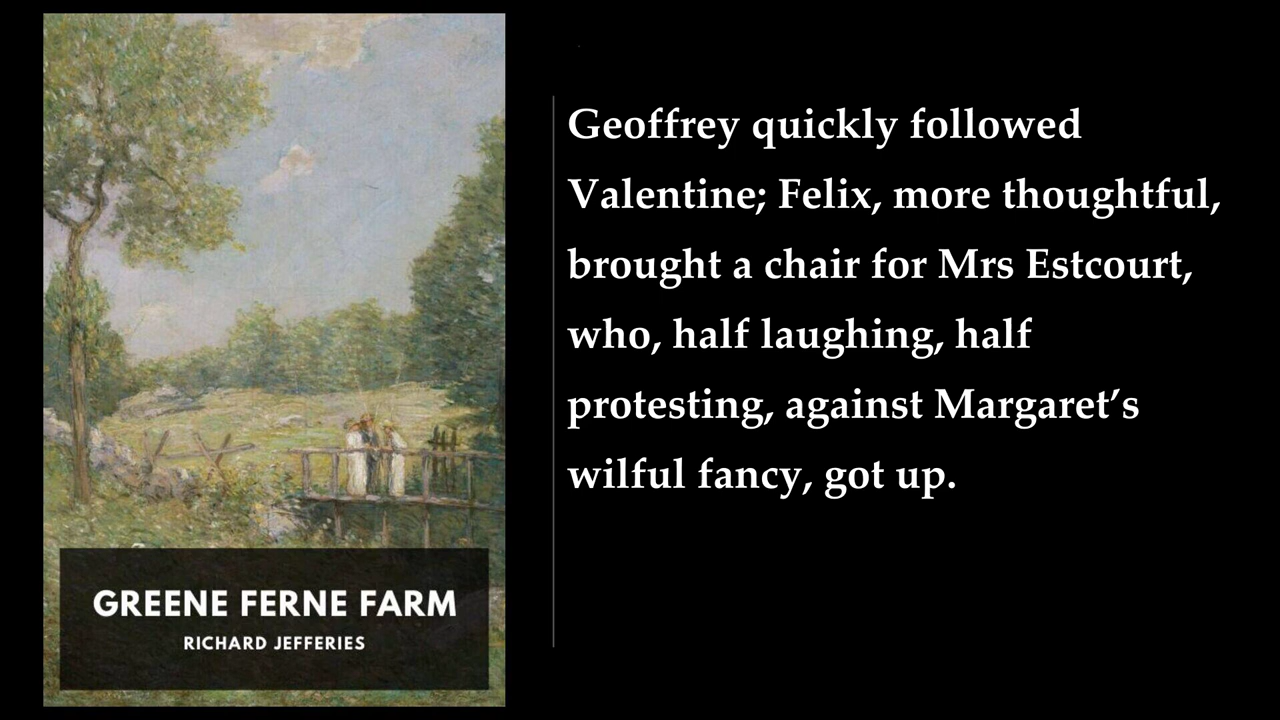 GREENE FERNE FARM
RICHARD JEFFERIES
Geoffrey quickly followed
Valentine; Felix, more thoughtful,
brought a chair for Mrs Estcourt,
who, half laughing, half
protesting, against Margaret’s
wilful fancy, got up.